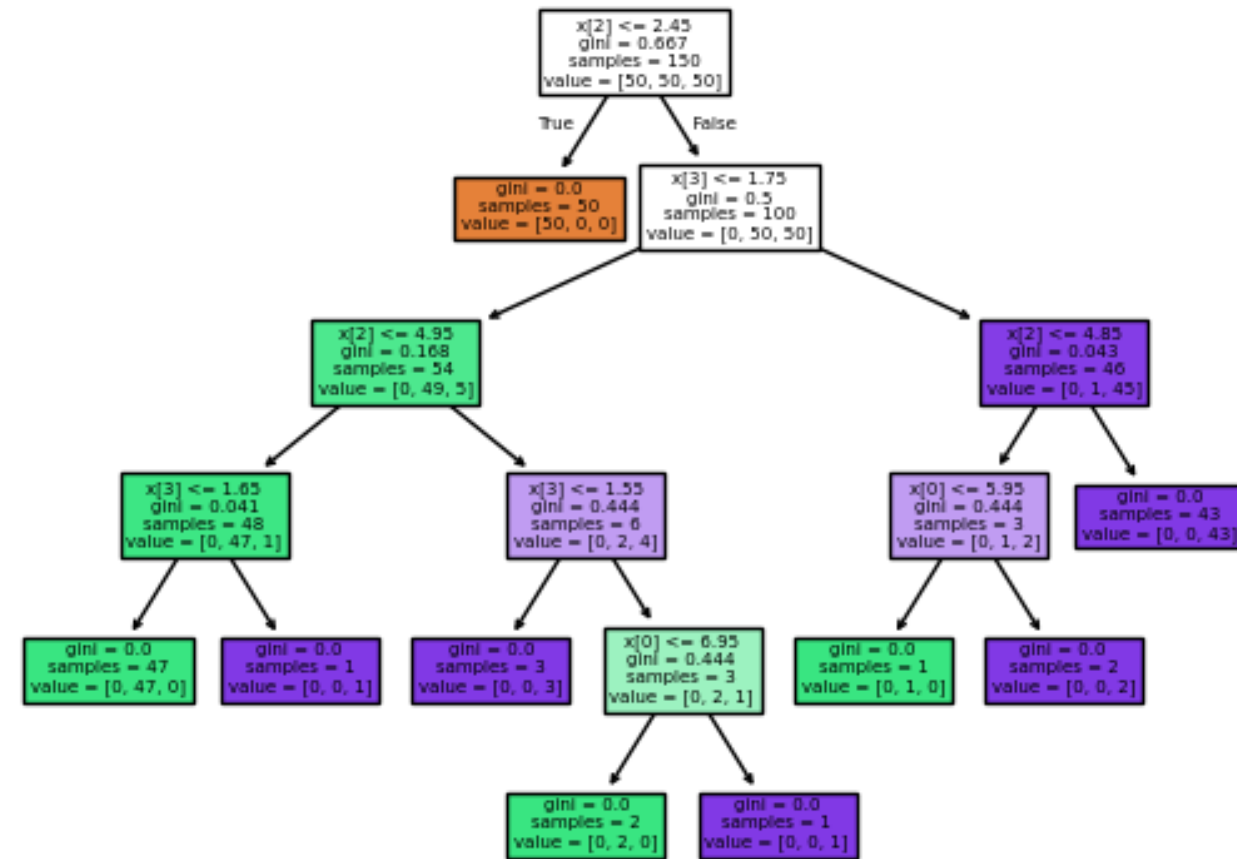 x[2] <= 2.45
gini = 0.667
samples = 150
value = [50, 50, 50]
True
False
gini = 0.0
samples = 50
value = [50, 0, 0]
x[3] <= 1.75
gini = 0.5
samples = 100
value = [0, 50, 50]
x[2] <= 4.95
gini = 0.168
samples = 54
value = [0, 49, 5]
x[2] <= 4.85
gini = 0.043
samples = 46
value = [0, 1, 45]
x[3] <= 1.65
gini = 0.041
samples = 48
value = [0, 47, 1]
x[3] <= 1.55
gini = 0.444
samples = 6
value = [0, 2, 4]
x[0] <= 5.95
gini = 0.444
samples = 3
value = [0, 1, 2]
gini = 0.0
samples = 43
value = [0, 0, 43]
gini = 0.0
samples = 47
value = [0, 47, 0]
gini = 0.0
samples = 1
value = [0, 0, 1]
gini = 0.0
samples = 3
value = [0, 0, 3]
x[0] <= 6.95
gini = 0.444
samples = 3
value = [0, 2, 1]
gini = 0.0
samples = 1
value = [0, 1, 0]
gini = 0.0
samples = 2
value = [0, 0, 2]
gini = 0.0
samples = 2
value = [0, 2, 0]
gini = 0.0
samples = 1
value = [0, 0, 1]